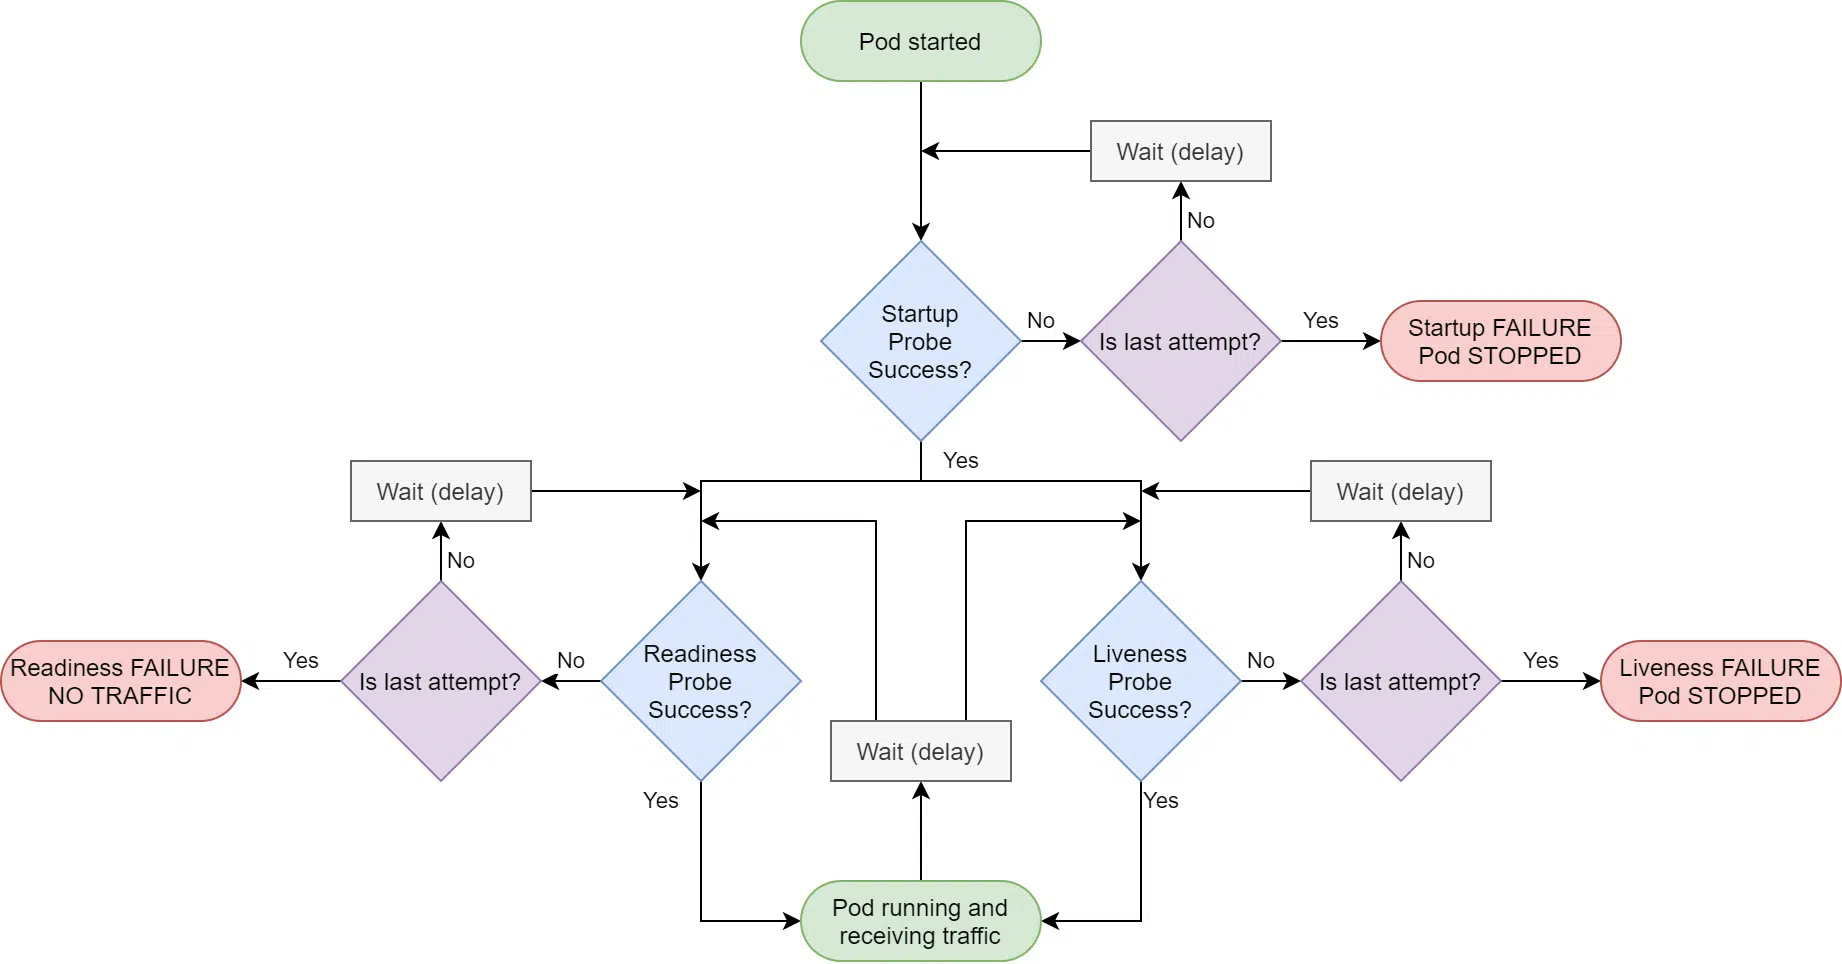 Pod started
Wait (delay)
No
Startup
Probe
Success?
No
Is last attempt?
Yes
Startup FAILURE
Pod STOPPED
Yes
Wait (delay)
Wait (delay)
No
No
Readiness FAILURE
NO TRAFFIC
Yes
Is last attempt?
No
Readiness
Probe
Success?
Liveness
Probe
Success?
No
Is last attempt?
Yes
Liveness FAILURE
Pod STOPPED
Wait (delay)
Yes
Yes
Pod running and
receiving traffic